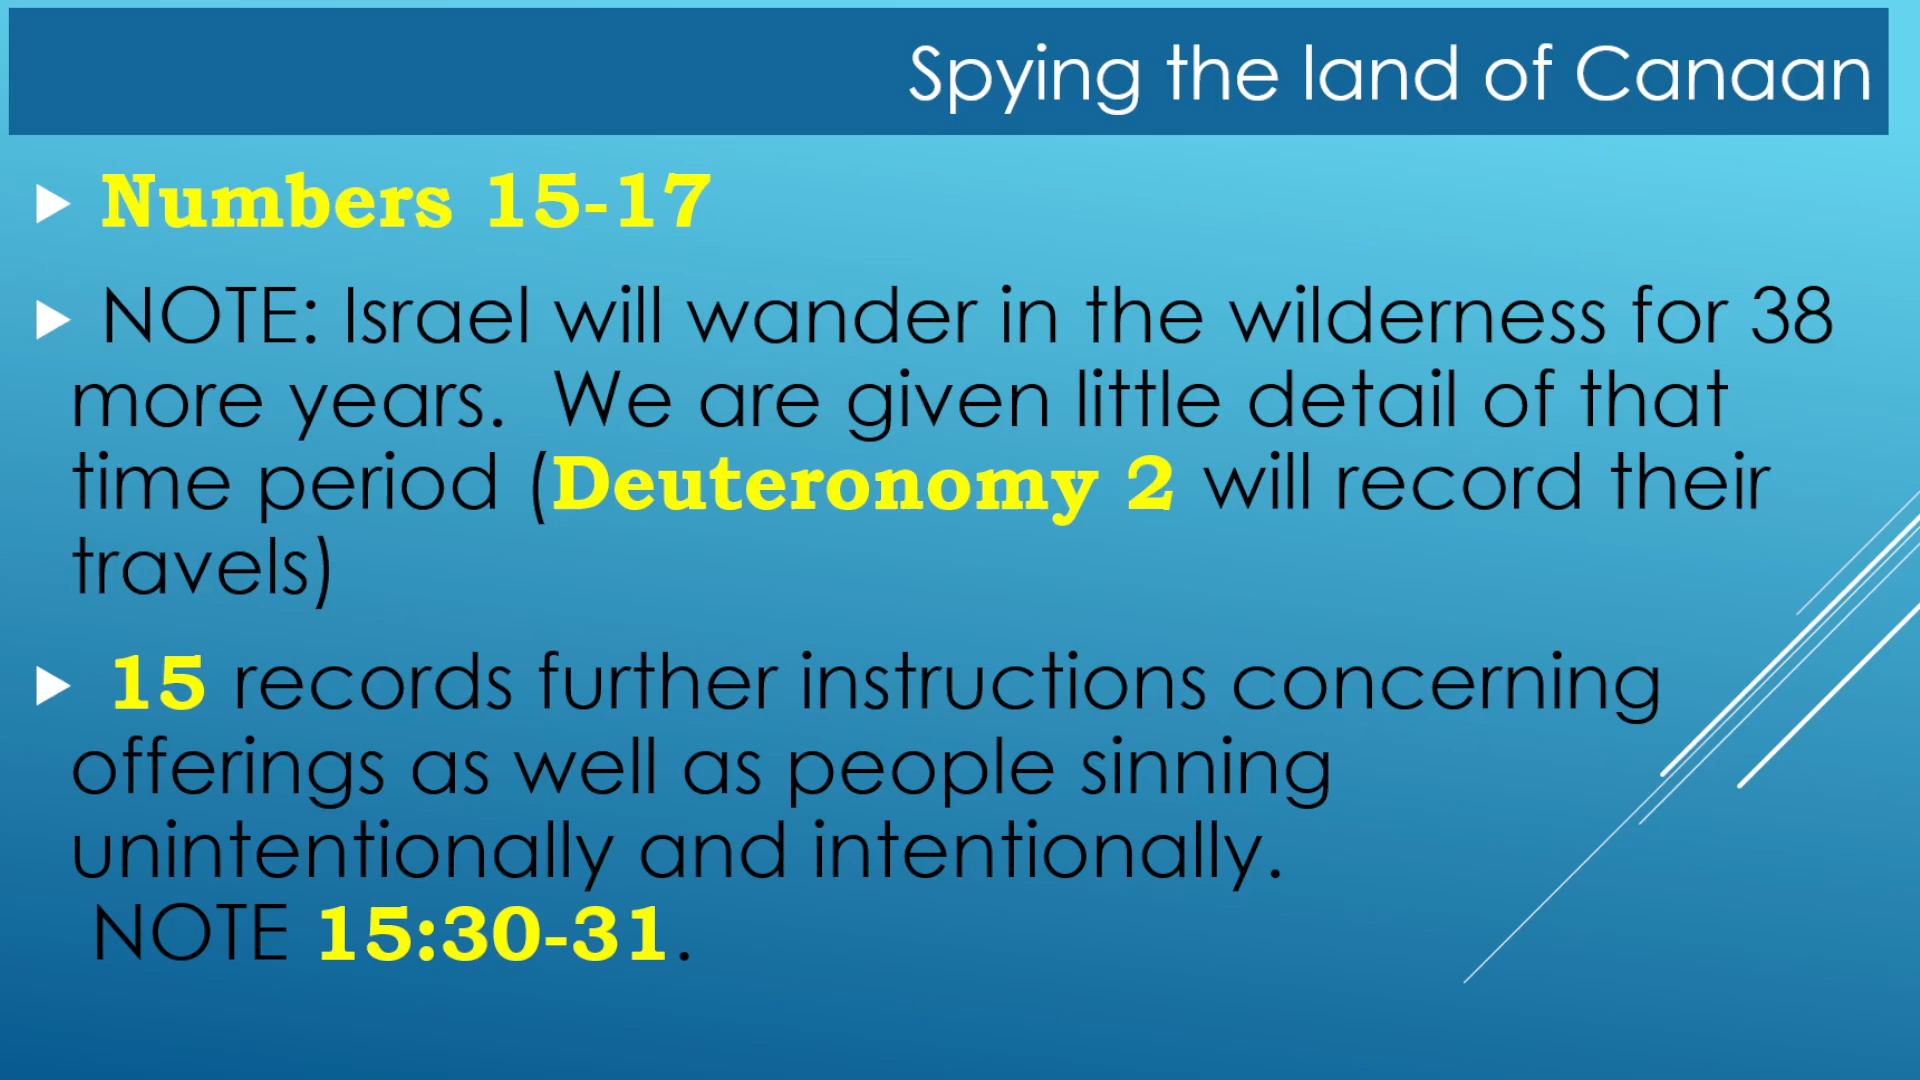 Spying the land of Canaan
Numbers 15-17
NOTE: Israel will wander in the wilderness for 38
more years.  We are given little detail of that
time period (Deuteronomy 2 will record their
travels)
15 records further instructions concerning
offerings as well as people sinning
unintentionally and intentionally.
NOTE 15:30-31.